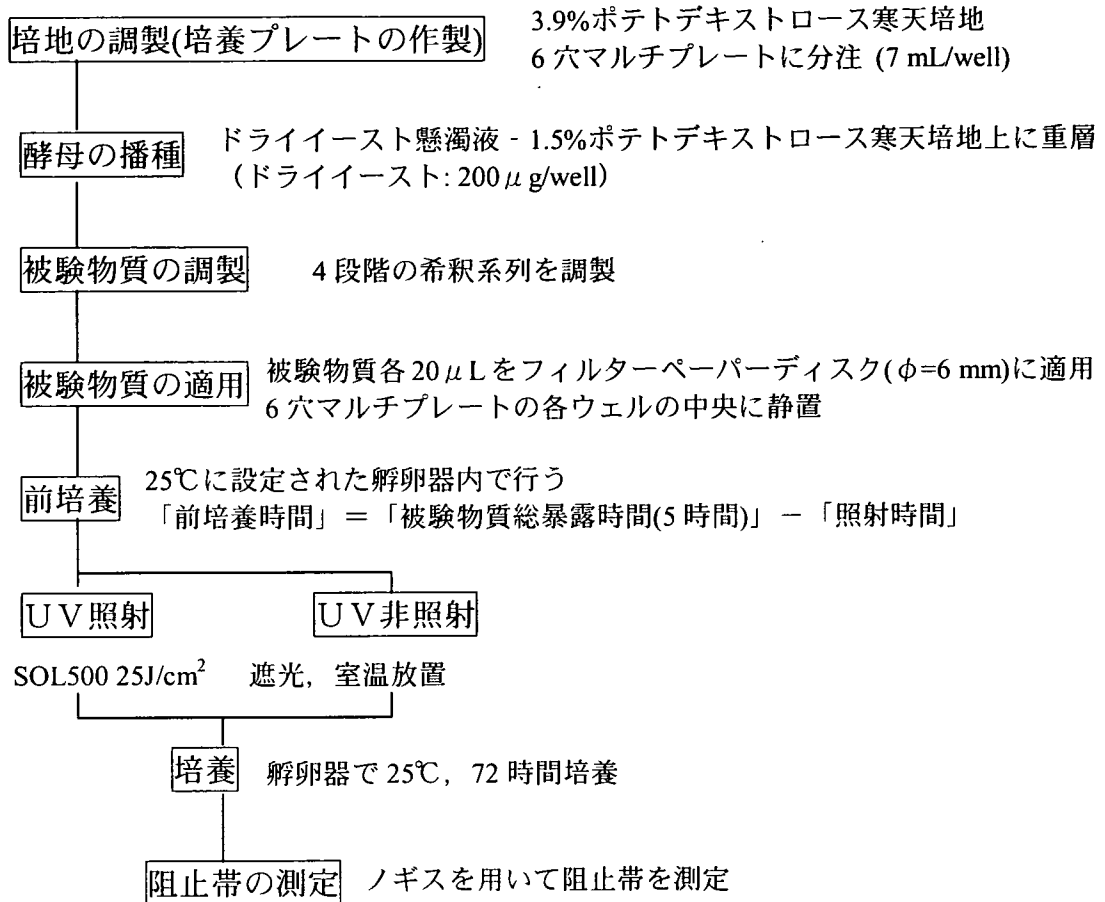 培地の調製(培養プレートの作製)
3.9%ポテトデキストロース寒天培地
6穴マルチプレートに分注 (7 mL/well)
酵母の播種
ドライイースト懸濁液 - 1.5%ポテトデキストロース寒天培地上に重層
(ドライイースト: 200μg/well)
被験物質の調製
4段階の希釈系列を調製
被験物質の適用
被験物質各20μLをフィルターペーパーディスク(φ=6 mm)に適用
6穴マルチプレートの各ウェルの中央に静置
前培養
25℃に設定された孵卵器内で行う
「前培養時間」=「被験物質総暴露時間(5時間)」-「照射時間」
UV照射
UV非照射
SOL500 25J/cm²
遮光, 室温放置
培養
孵卵器で25℃, 72時間培養
阻止帯の測定
ノギスを用いて阻止帯を測定